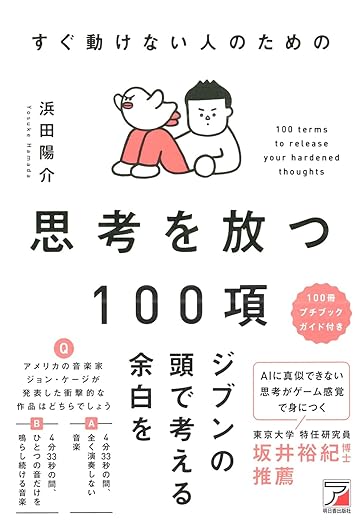 すぐ動けない人のための
浜田陽介
Yosuke Hamada
100 terms
to release
your hardened
thoughts
思考を放つ
100項
100冊
プチブック
ガイド付き
ジブンの
頭で考える
余白を
Q
アメリカの音楽家
ジョン・ケージが
発表した衝撃的な
作品はどちらでしょう
A
4分33秒の間、
全く演奏しない
音楽
B
4分33秒の間、
ひとつの音だけを
鳴らし続ける音楽
AIに真似できない
思考がゲーム感覚
で身につく
東京大学 特任研究員
坂井裕紀博士
推薦
明日香出版社